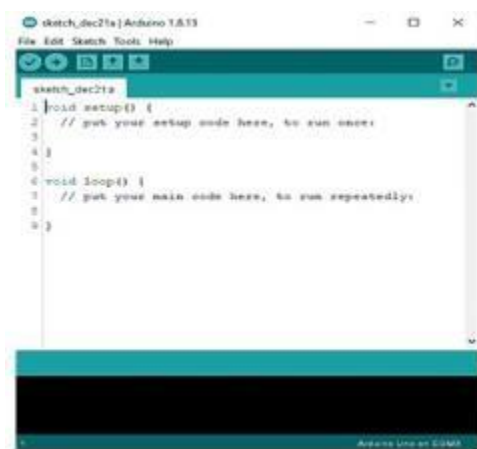 sketch_dec21a | Arduino 1.8.13
File Edit Sketch Tools Help
sketch_dec21a
1 void setup() {
2 // put your setup code here, to run once:
3
4 }
5
6 void loop() {
7 // put your main code here, to run repeatedly:
8
9 }
Arduino Uno on